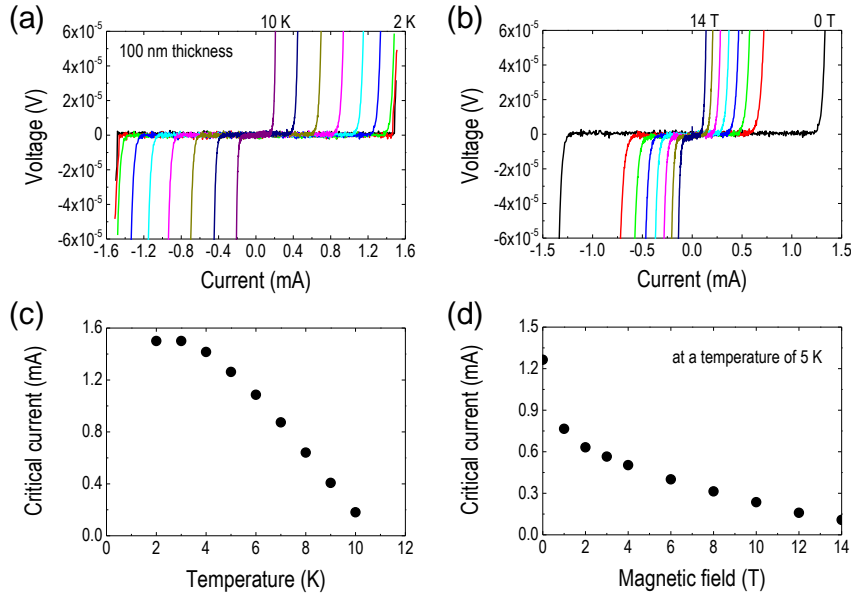 (a)
10 K 2 K
6x10⁻⁵
4x10⁻⁵
2x10⁻⁵
0
-2x10⁻⁵
-4x10⁻⁵
-6x10⁻⁵
100 nm thickness
Voltage (V)
-1.6 -1.2 -0.8 -0.4 0.0 0.4 0.8 1.2 1.6
Current (mA)
(b)
14 T 0 T
6x10⁻⁵
4x10⁻⁵
2x10⁻⁵
0
-2x10⁻⁵
-4x10⁻⁵
-6x10⁻⁵
Voltage (V)
-1.5 -1.0 -0.5 0.0 0.5 1.0 1.5
Current (mA)
(c)
1.6
1.2
0.8
0.4
0.0
Critical current (mA)
0 2 4 6 8 10 12
Temperature (K)
(d)
1.5
1.2
0.9
0.6
0.3
0.0
at a temperature of 5 K
Critical current (mA)
0 2 4 6 8 10 12 14
Magnetic field (T)